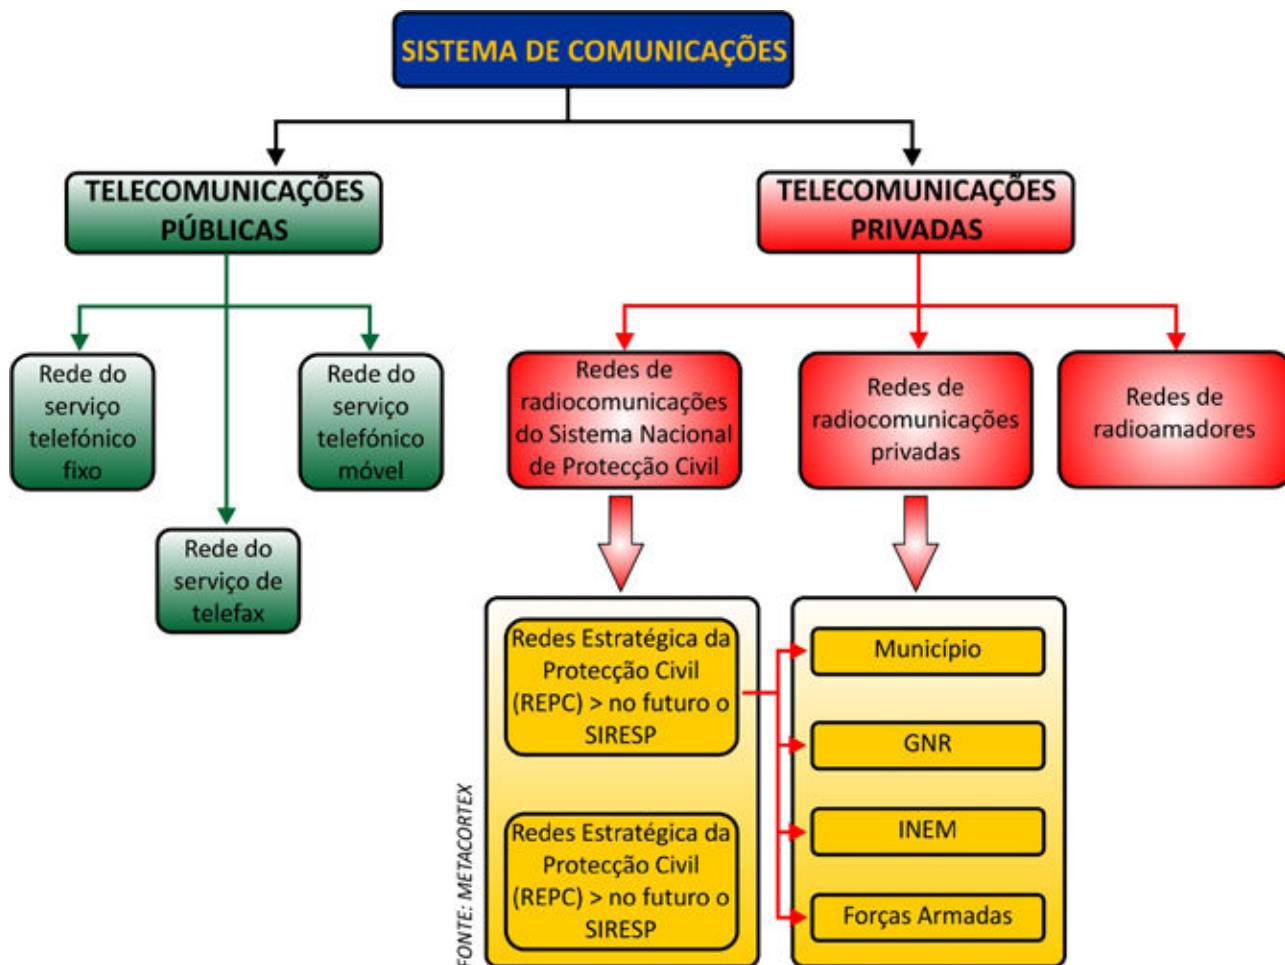 SISTEMA DE COMUNICAÇÕES
TELECOMUNICAÇÕES
PÚBLICAS
TELECOMUNICAÇÕES
PRIVADAS
Rede do
serviço
telefónico
fixo
Rede do
serviço
telefónico
móvel
Rede do
serviço de
telefax
Redes de
radiocomunicações
do Sistema Nacional
de Protecção Civil
Redes de
radiocomunicações
privadas
Redes de
radioamadores
Redes Estratégica da
Protecção Civil
(REPC) > no futuro o
SIRESP
Redes Estratégica da
Protecção Civil
(REPC) > no futuro o
SIRESP
Município
GNR
INEM
Forças Armadas
FONTE: METACORTEX